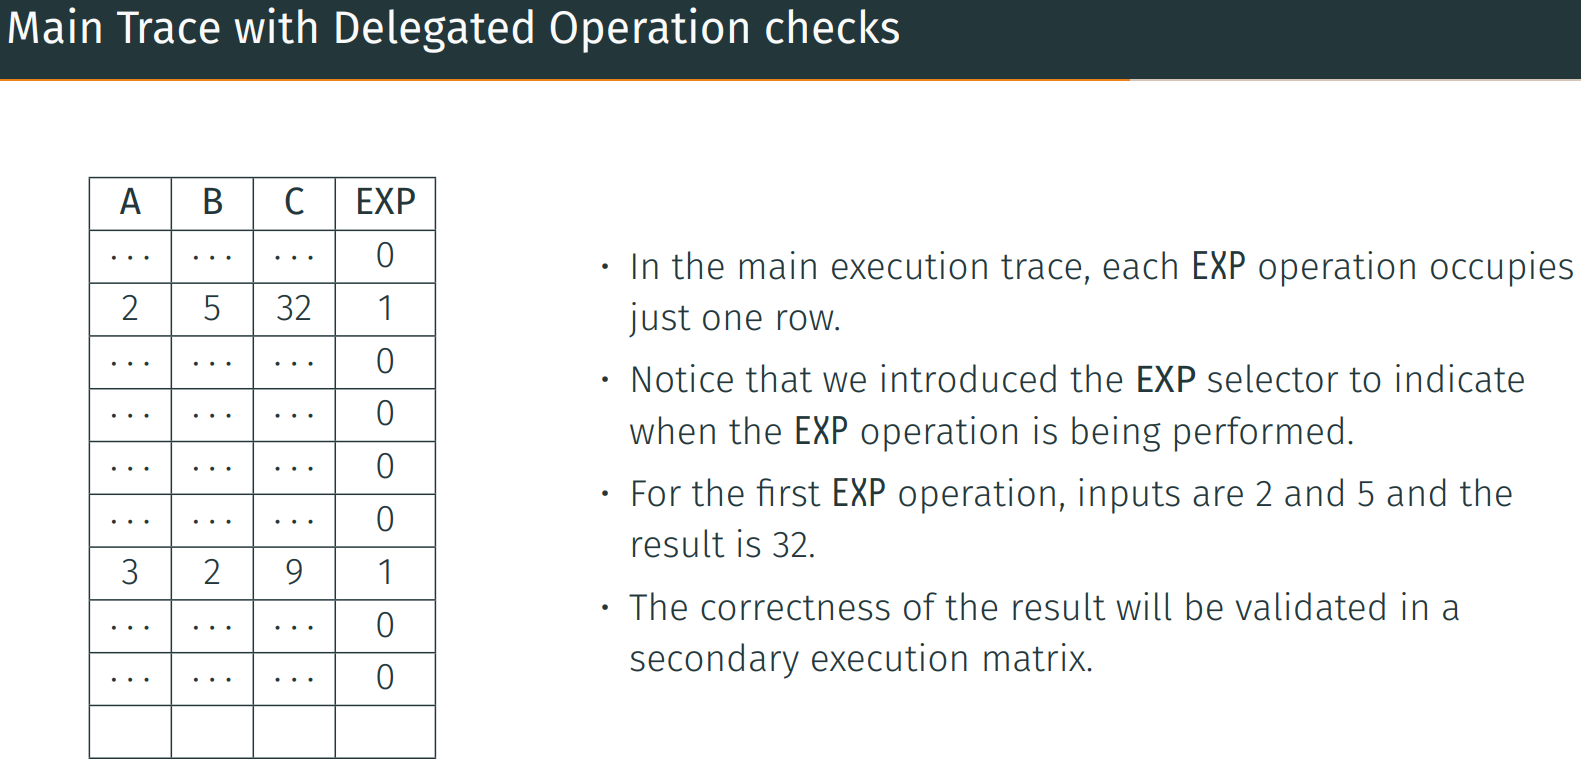 Main Trace with Delegated Operation checks
A B C EXP
... ... ... 0
2 5 32 1
... ... ... 0
... ... ... 0
... ... ... 0
... ... ... 0
3 2 9 1
... ... ... 0
... ... ... 0
· In the main execution trace, each EXP operation occupies
just one row.
· Notice that we introduced the EXP selector to indicate
when the EXP operation is being performed.
· For the first EXP operation, inputs are 2 and 5 and the
result is 32.
· The correctness of the result will be validated in a
secondary execution matrix.